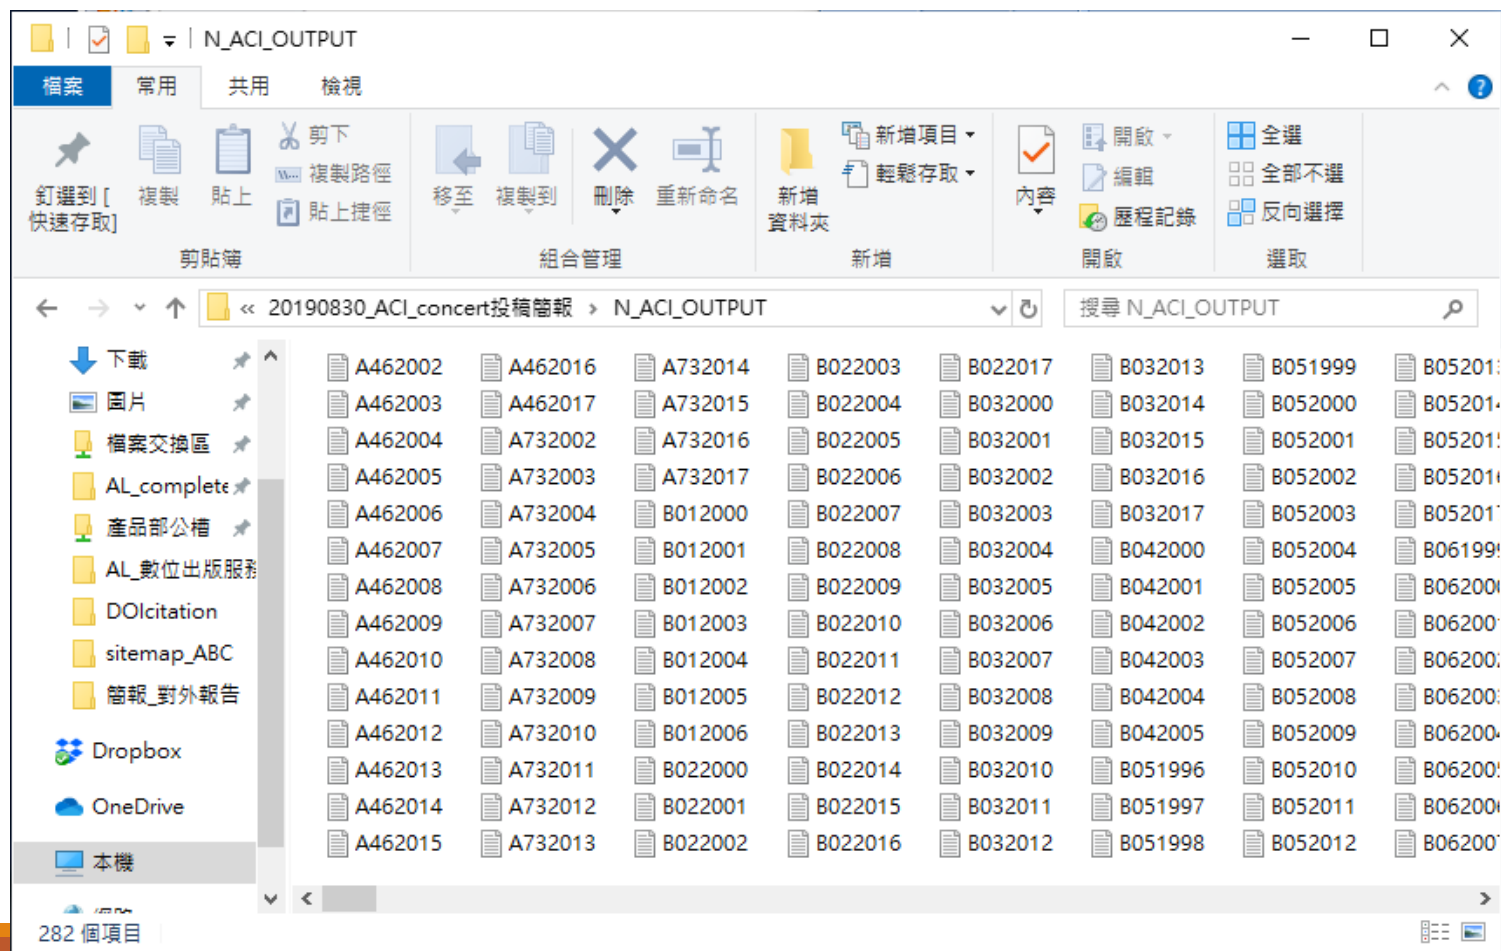 N_ACI_OUTPUT
檔案 常用 共用 檢視
釘選到 [快速存取] 複製 貼上 剪下 複製路徑 貼上捷徑
移至 複製到 刪除 重新命名
新增資料夾 新增項目 輕鬆存取
內容 開啟 編輯 歷程記錄
全選 全部不選 反向選擇
剪貼簿 組合管理 新增 開啟 選取
« 20190830_ACI_concert投稿簡報 › N_ACI_OUTPUT 搜尋 N_ACI_OUTPUT
下載
圖片
檔案交換區
AL_complete
產品部公槽
AL_數位出版服務
DOIcitation
sitemap_ABC
簡報_對外報告
Dropbox
OneDrive
本機
A462002 A462016 A732014 B022003 B022017 B032013 B051999
A462003 A462017 A732015 B022004 B032000 B032014 B052000
A462004 A732002 A732016 B022005 B032001 B032015 B052001
A462005 A732003 A732017 B022006 B032002 B032016 B052002
A462006 A732004 B012000 B022007 B032003 B032017 B052003
A462007 A732005 B012001 B022008 B032004 B042000 B052004
A462008 A732006 B012002 B022009 B032005 B042001 B052005
A462009 A732007 B012003 B022010 B032006 B042002 B052006
A462010 A732008 B012004 B022011 B032007 B042003 B052007
A462011 A732009 B012005 B022012 B032008 B042004 B052008
A462012 A732010 B012006 B022013 B032009 B042005 B052009
A462013 A732011 B022000 B022014 B032010 B051996 B052010
A462014 A732012 B022001 B022015 B032011 B051997 B052011
A462015 A732013 B022002 B022016 B032012 B051998 B052012
282 個項目